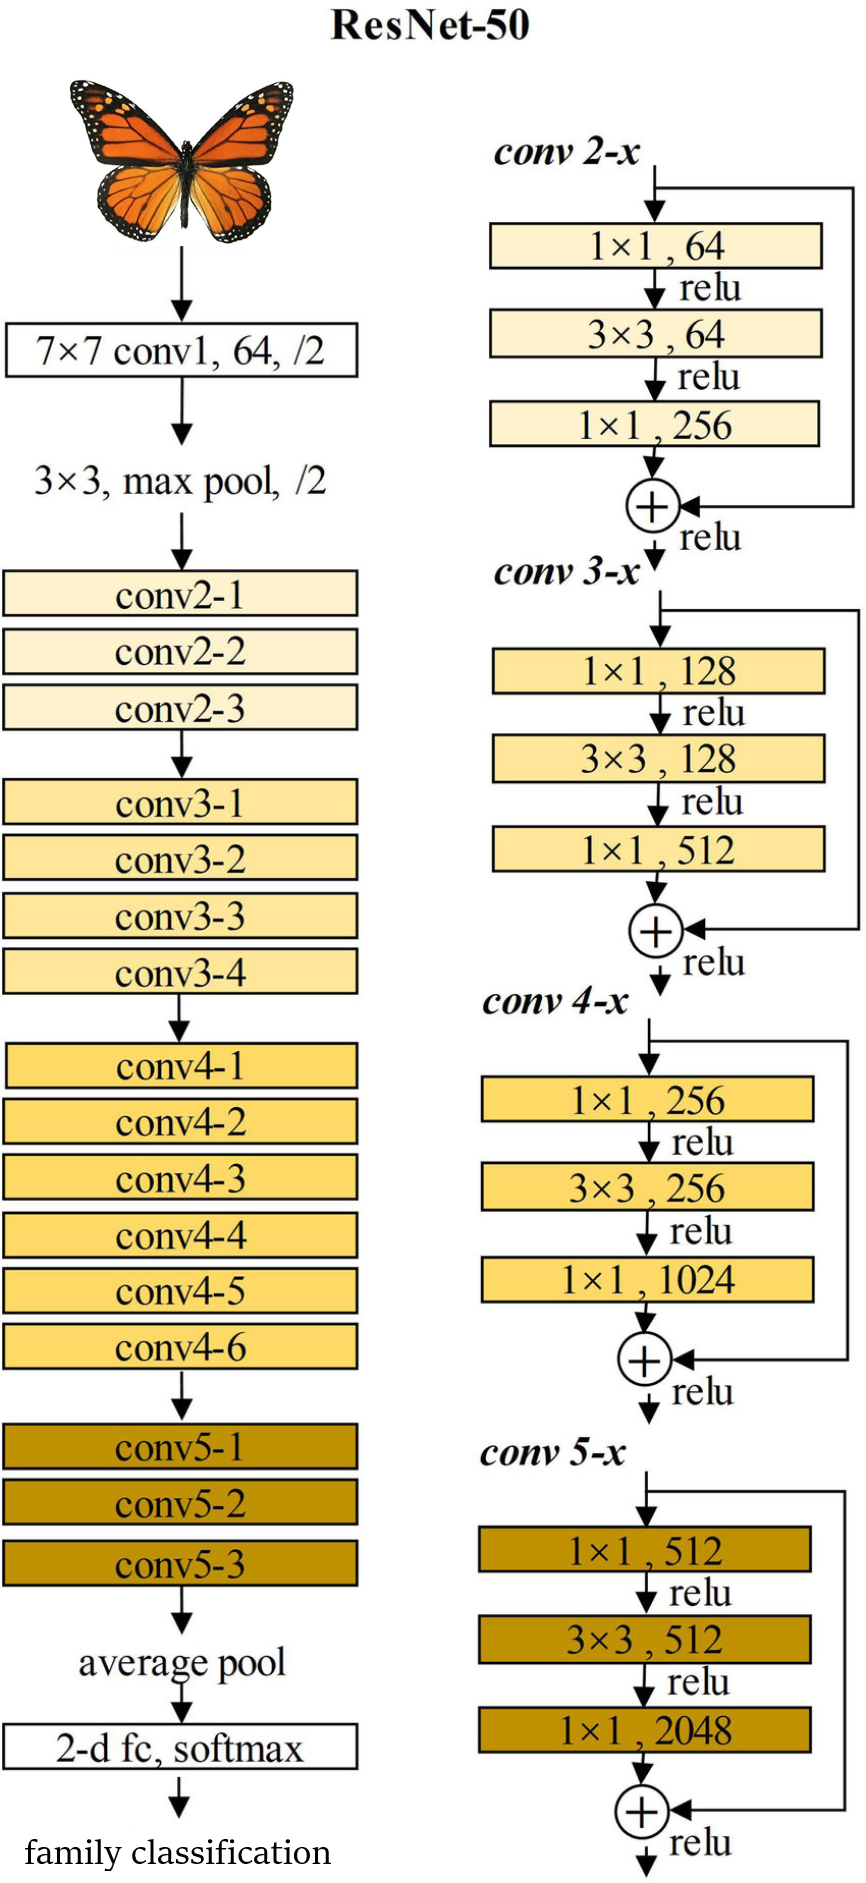 ResNet-50
7×7 conv1, 64, /2
3×3, max pool, /2
conv2-1
conv2-2
conv2-3
conv3-1
conv3-2
conv3-3
conv3-4
conv4-1
conv4-2
conv4-3
conv4-4
conv4-5
conv4-6
conv5-1
conv5-2
conv5-3
average pool
2-d fc, softmax
family classification
conv 2-x
1×1 , 64
relu
3×3 , 64
relu
1×1 , 256
+
relu
conv 3-x
1×1 , 128
relu
3×3 , 128
relu
1×1 , 512
+
relu
conv 4-x
1×1 , 256
relu
3×3 , 256
relu
1×1 , 1024
+
relu
conv 5-x
1×1 , 512
relu
3×3 , 512
relu
1×1 , 2048
+
relu